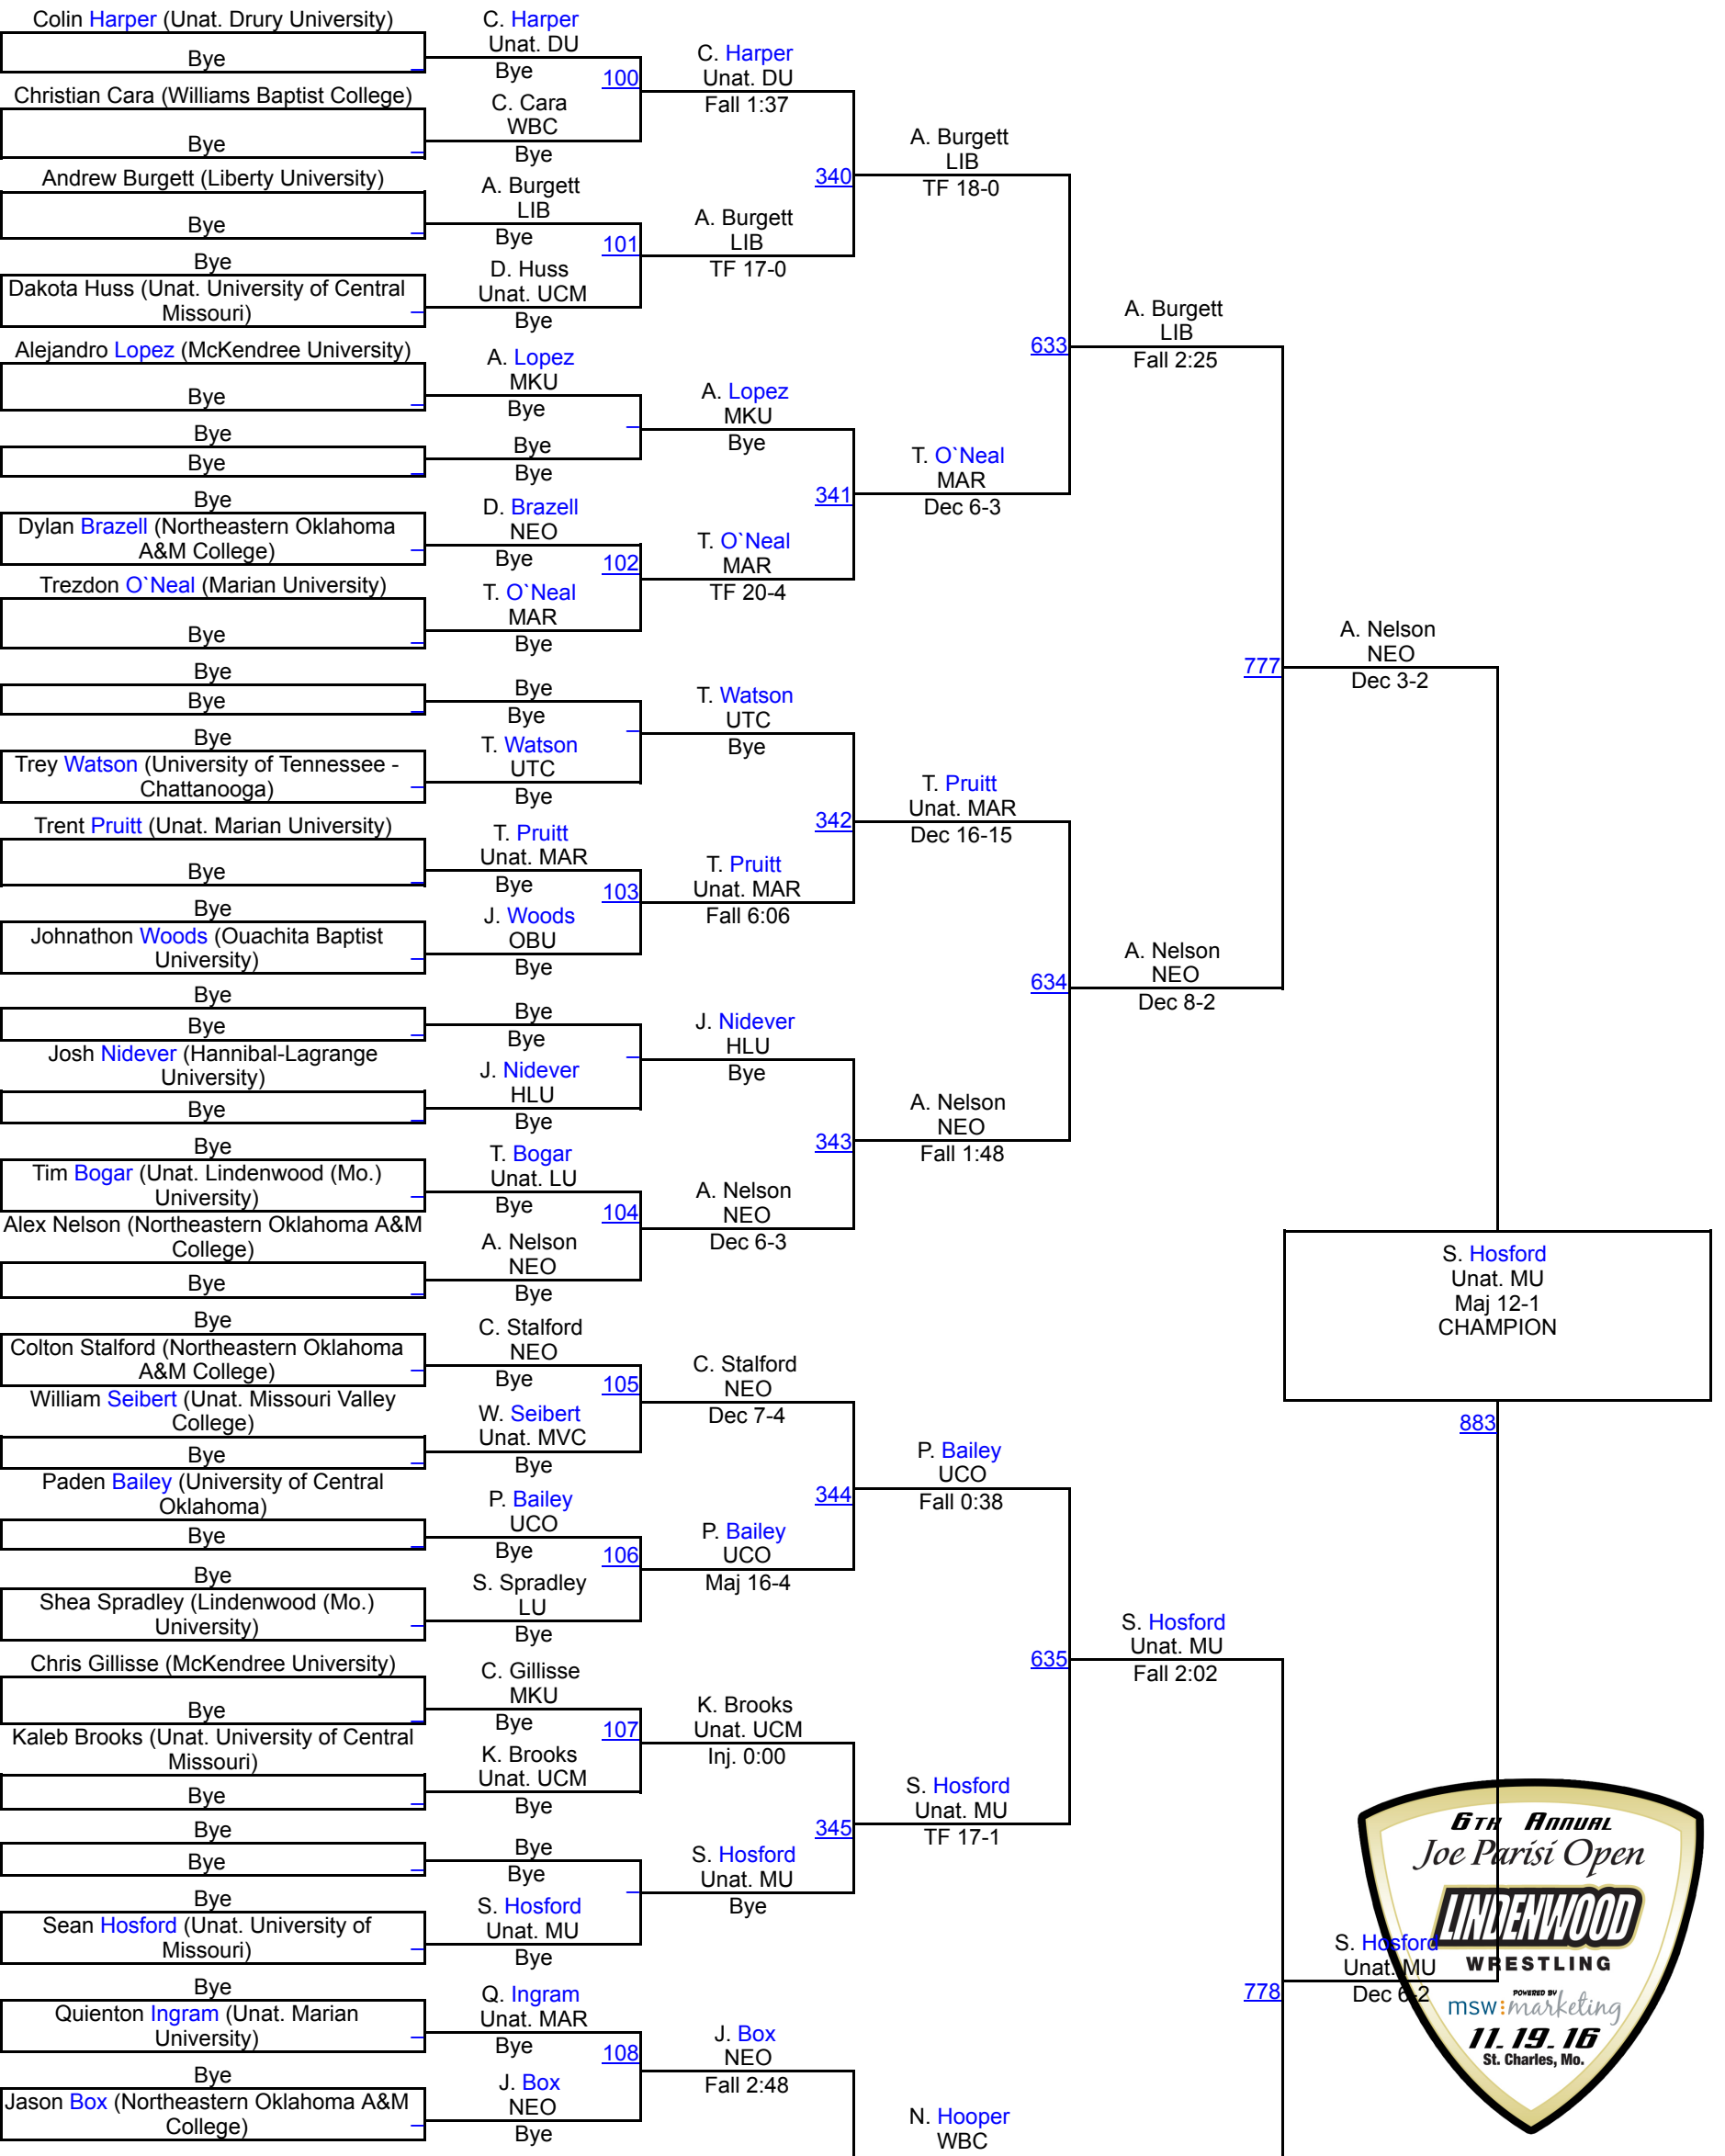 Colin Harper (Unat. Drury University)
Bye
Christian Cara (Williams Baptist College)
Bye
Andrew Burgett (Liberty University)
Bye
Bye
Dakota Huss (Unat. University of Central
Missouri)
Alejandro Lopez (McKendree University)
Bye
Bye
Bye
Bye
Dylan Brazell (Northeastern Oklahoma
A&M College)
Trezdon O`Neal (Marian University)
Bye
Bye
Bye
Bye
Trey Watson (University of Tennessee -
Chattanooga)
Trent Pruitt (Unat. Marian University)
Bye
Bye
Johnathon Woods (Ouachita Baptist
University)
Bye
Bye
Josh Nidever (Hannibal-Lagrange
University)
Bye
Bye
Tim Bogar (Unat. Lindenwood (Mo.)
University)
Alex Nelson (Northeastern Oklahoma A&M
College)
Bye
Bye
Colton Stalford (Northeastern Oklahoma
A&M College)
William Seibert (Unat. Missouri Valley
College)
Bye
Paden Bailey (University of Central
Oklahoma)
Bye
Bye
Shea Spradley (Lindenwood (Mo.)
University)
Chris Gillisse (McKendree University)
Bye
Kaleb Brooks (Unat. University of Central
Missouri)
Bye
Bye
Bye
Bye
Sean Hosford (Unat. University of
Missouri)
Bye
Quienton Ingram (Unat. Marian
University)
Bye
Jason Box (Northeastern Oklahoma A&M
College)
C. Harper
Unat. DU
Bye
100
C. Cara
WBC
Bye
A. Burgett
LIB
Bye
101
D. Huss
Unat. UCM
Bye
A. Lopez
MKU
Bye
Bye
Bye
D. Brazell
NEO
Bye
102
T. O`Neal
MAR
Bye
Bye
Bye
T. Watson
UTC
Bye
T. Pruitt
Unat. MAR
Bye
103
J. Woods
OBU
Bye
Bye
Bye
J. Nidever
HLU
Bye
T. Bogar
Unat. LU
Bye
104
A. Nelson
NEO
Bye
C. Stalford
NEO
Bye
105
W. Seibert
Unat. MVC
Bye
P. Bailey
UCO
Bye
106
S. Spradley
LU
Bye
C. Gillisse
MKU
Bye
107
K. Brooks
Unat. UCM
Bye
Bye
Bye
S. Hosford
Unat. MU
Bye
Q. Ingram
Unat. MAR
Bye
108
J. Box
NEO
Bye
C. Harper
Unat. DU
Fall 1:37
340
A. Burgett
LIB
TF 17-0
A. Lopez
MKU
Bye
341
T. O`Neal
MAR
TF 20-4
T. Watson
UTC
Bye
342
T. Pruitt
Unat. MAR
Fall 6:06
J. Nidever
HLU
Bye
343
A. Nelson
NEO
Dec 6-3
C. Stalford
NEO
Dec 7-4
344
P. Bailey
UCO
Maj 16-4
K. Brooks
Unat. UCM
Inj. 0:00
345
S. Hosford
Unat. MU
Bye
J. Box
NEO
Fall 2:48
A. Burgett
LIB
TF 18-0
633
T. O`Neal
MAR
Dec 6-3
T. Pruitt
Unat. MAR
Dec 16-15
634
A. Nelson
NEO
Fall 1:48
P. Bailey
UCO
Fall 0:38
635
S. Hosford
Unat. MU
TF 17-1
N. Hooper
WBC
A. Burgett
LIB
Fall 2:25
777
A. Nelson
NEO
Dec 8-2
S. Hosford
Unat. MU
Fall 2:02
778
A. Nelson
NEO
Dec 3-2
S. Hosford
Unat. MU
Maj 12-1
CHAMPION
883
S. Hosford
Unat. MU
Dec 6-2
6TH ANNUAL
Joe Parisi Open
LINDENWOOD
WRESTLING
POWERED BY
msw:marketing
11.19.16
St. Charles, Mo.